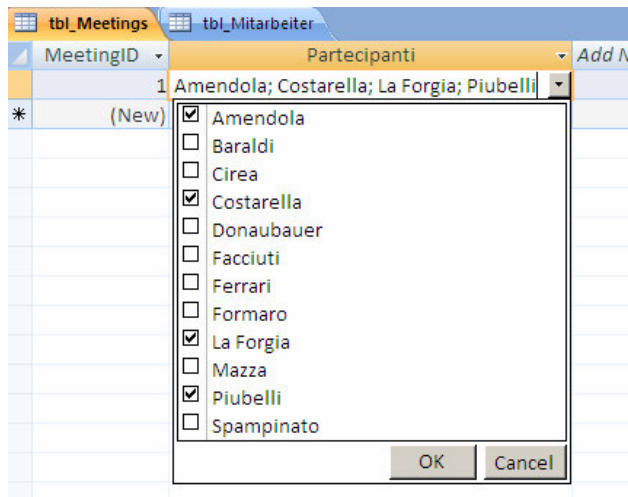 tbl_Meetings tbl_Mitarbeiter
MeetingID Partecipanti Add N
1 Amendola; Costarella; La Forgia; Piubelli
(New)
Amendola
Baraldi
Cirea
Costarella
Donaubauer
Facciuti
Ferrari
Formaro
La Forgia
Mazza
Piubelli
Spampinato
OK Cancel